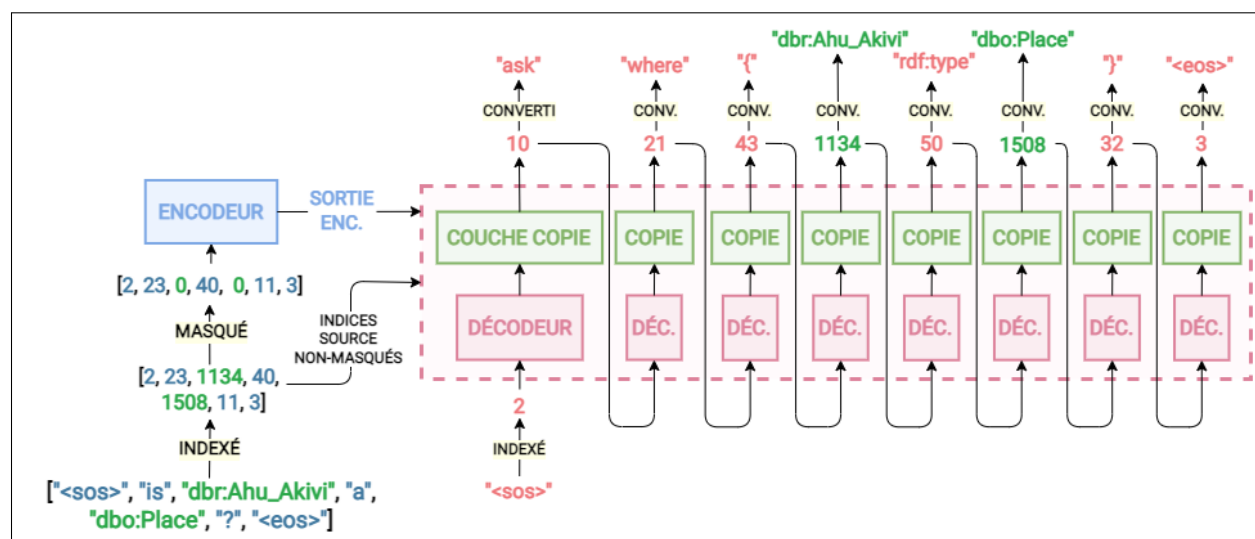 "dbr:Ahu_Akivi" "dbo:Place"
"ask" "where" "{" "rdf:type" "}" "<eos>"
CONVERTI CONV. CONV. CONV. CONV. CONV. CONV. CONV.
10 21 43 1134 50 1508 32 3
ENCODEUR SORTIE
ENC.
COUCHE COPIE COPIE COPIE COPIE COPIE COPIE COPIE COPIE
[2, 23, 0, 40, 0, 11, 3]
MASQUÉ
INDICES
SOURCE
NON-MASQUÉS
DÉCODEUR DÉC. DÉC. DÉC. DÉC. DÉC. DÉC. DÉC.
[2, 23, 1134, 40,
1508, 11, 3]
2
INDEXÉ
INDEXÉ
["<sos>", "is", "dbr:Ahu_Akivi", "a",
"dbo:Place", "?", "<eos>"]
"<sos>"